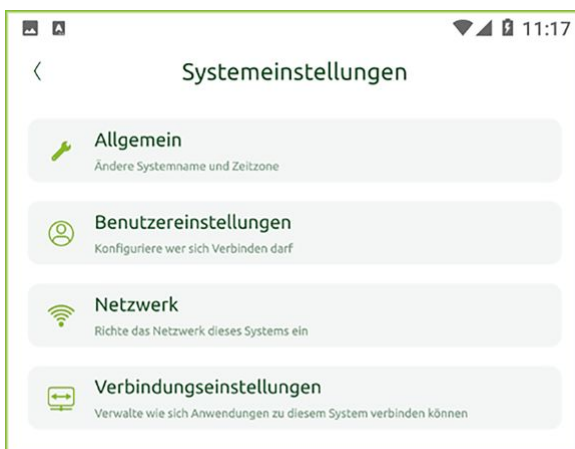 11:17
Systemeinstellungen
Allgemein
Ändere Systemname und Zeitzone
Benutzereinstellungen
Konfiguriere wer sich Verbinden darf
Netzwerk
Richte das Netzwerk dieses Systems ein
Verbindungseinstellungen
Verwalte wie sich Anwendungen zu diesem System verbinden können